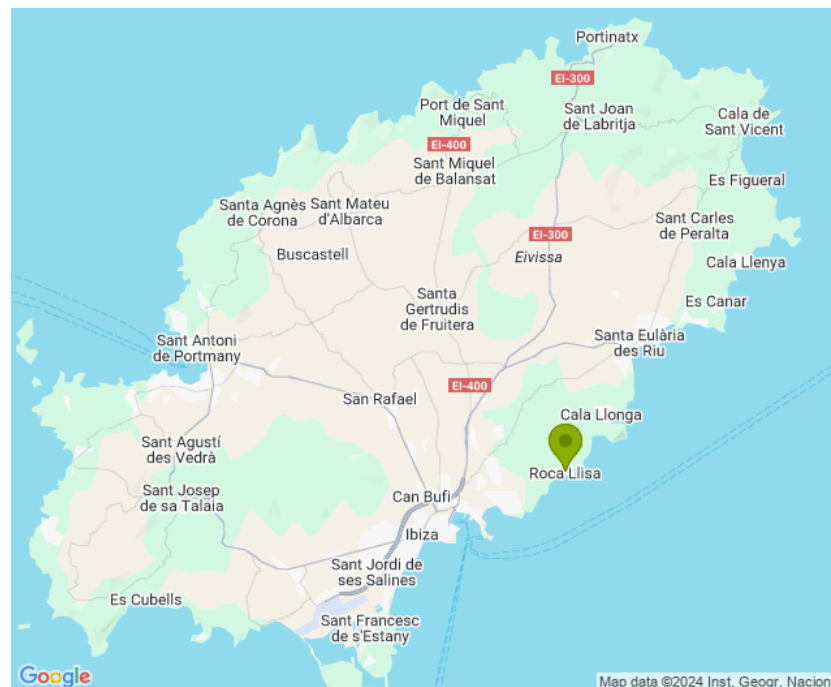 Portinatx
EI-300
Port de Sant
Miquel
Sant Joan
de Labritja
Cala de
Sant Vicent
EI-400
Sant Miquel
de Balansat
Es Figueral
Santa Agnès
de Corona
Sant Mateu
d'Albarca
Sant Carles
de Peralta
EI-300
Buscastell
Eivissa
Cala Llenya
Santa
Gertrudis
de Fruitera
Es Canar
Sant Antoni
de Portmany
Santa Eulària
des Riu
EI-400
San Rafael
Cala Llonga
Sant Agustí
des Vedrà
Roca Llisa
Sant Josep
de sa Talaia
Can Bufi
Ibiza
Sant Jordi de
ses Salines
Es Cubells
Sant Francesc
de s'Estany
Google
Map data ©2024 Inst. Geogr. Nacion